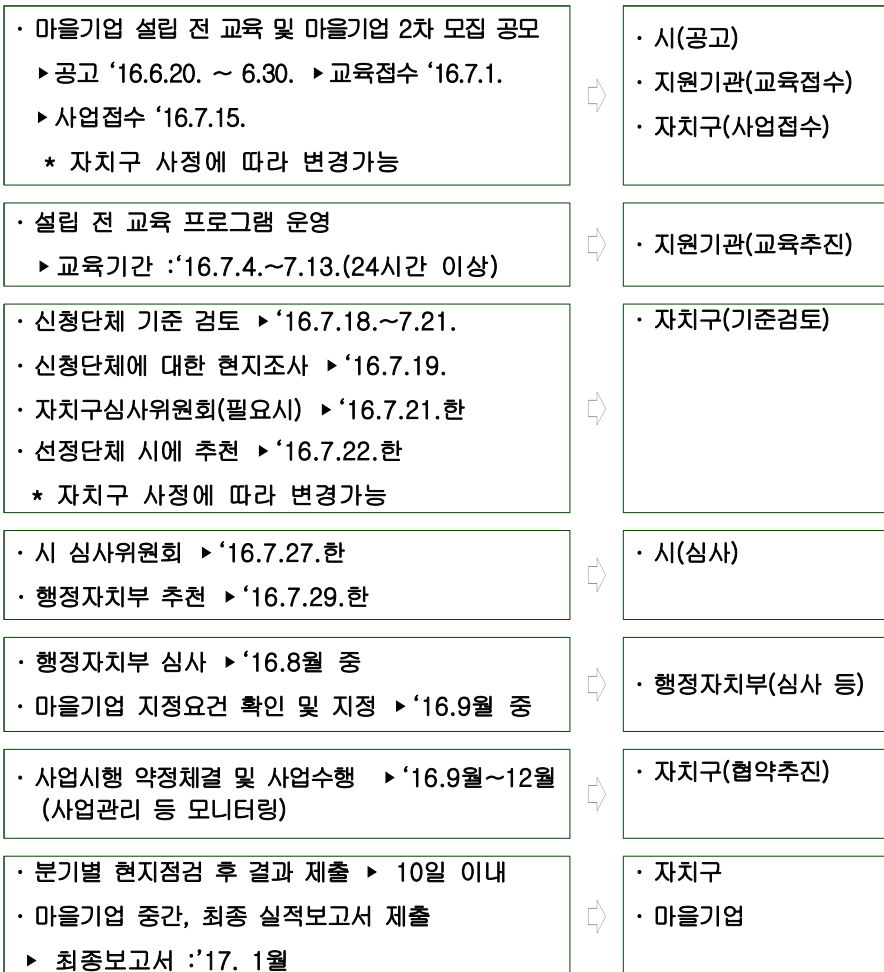 · 마을기업 설립 전 교육 및 마을기업 2차 모집 공모
▶공고 ‘16.6.20. ~ 6.30. ▶교육접수 ‘16.7.1.
▶사업접수 ‘16.7.15.
* 자치구 사정에 따라 변경가능
· 시(공고)
· 지원기관(교육접수)
· 자치구(사업접수)
· 설립 전 교육 프로그램 운영
▶교육기간 :‘16.7.4.~7.13.(24시간 이상)
· 지원기관(교육추진)
· 신청단체 기준 검토 ▶‘16.7.18.~7.21.
· 신청단체에 대한 현지조사 ▶‘16.7.19.
· 자치구심사위원회(필요시) ▶‘16.7.21.한
· 선정단체 시에 추천 ▶‘16.7.22.한
* 자치구 사정에 따라 변경가능
· 자치구(기준검토)
· 시 심사위원회 ▶‘16.7.27.한
· 행정자치부 추천 ▶‘16.7.29.한
· 시(심사)
· 행정자치부 심사 ▶‘16.8월 중
· 마을기업 지정요건 확인 및 지정 ▶‘16.9월 중
· 행정자치부(심사 등)
· 사업시행 약정체결 및 사업수행 ▶‘16.9월~12월
(사업관리 등 모니터링)
· 자치구(협약추진)
· 분기별 현지점검 후 결과 제출 ▶ 10일 이내
· 마을기업 중간, 최종 실적보고서 제출
▶ 최종보고서 :’17. 1월
· 자치구
· 마을기업